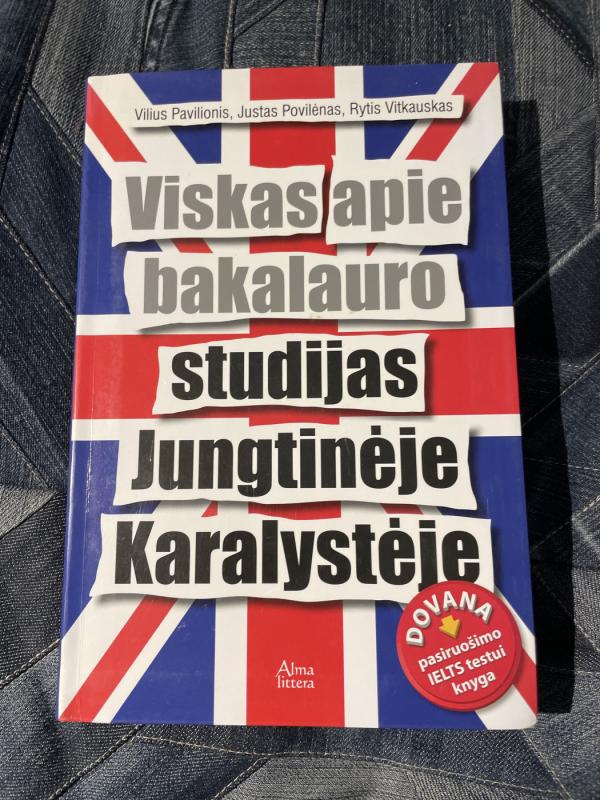 Vilius Pavilionis, Justas Povilėnas, Rytis Vitkauskas
Viskas apie
bakalauro
studijas
Jungtinėje
Karalystėje
DOVANA
pasiruošimo
IELTS testui
knyga
Alma
littera